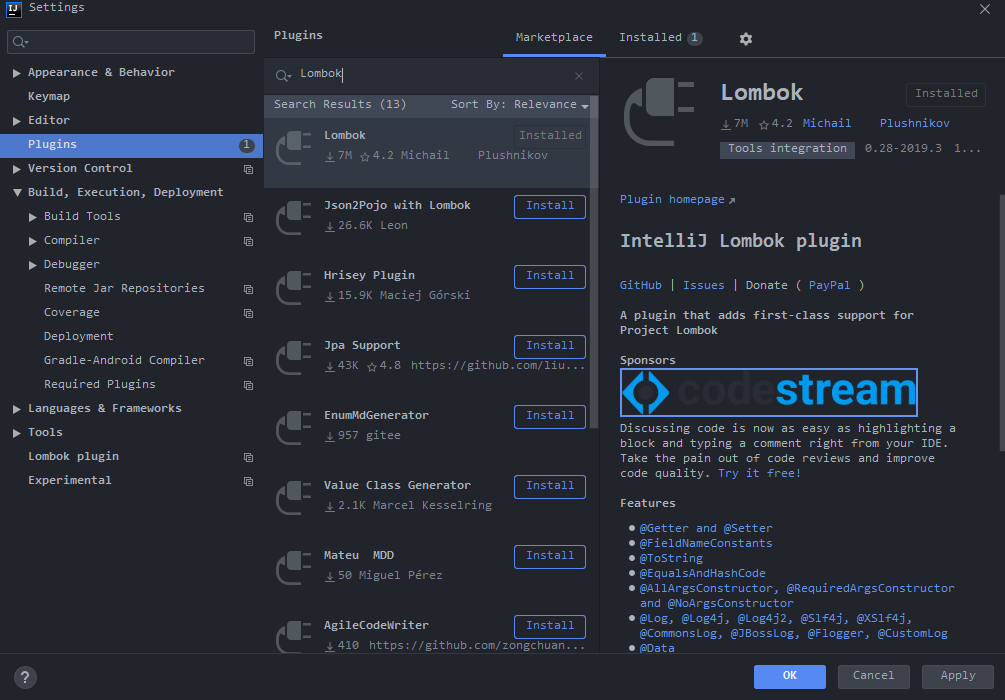 IJ Settings
Appearance & Behavior
Keymap
Editor
Plugins 1
Version Control
Build, Execution, Deployment
Build Tools
Compiler
Debugger
Remote Jar Repositories
Coverage
Deployment
Gradle-Android Compiler
Required Plugins
Languages & Frameworks
Tools
Lombok plugin
Experimental
Plugins
Marketplace
Installed 1
Lombok
Search Results (13) Sort By: Relevance
Lombok Installed
7M 4.2 Michail Plushnikov
Json2Pojo with Lombok Install
26.6K Leon
Hrisey Plugin Install
15.9K Maciej Górski
Jpa Support Install
43K 4.8 https://github.com/liu...
EnumMdGenerator Install
957 gitee
Value Class Generator Install
2.1K Marcel Kesselring
Mateu MDD Install
50 Miguel Pérez
AgileCodeWriter Install
410 https://github.com/zongchuan...
Lombok Installed
7M 4.2 Michail Plushnikov
Tools integration 0.28-2019.3 1...
Plugin homepage
IntelliJ Lombok plugin
GitHub | Issues | Donate ( PayPal )
A plugin that adds first-class support for
Project Lombok
Sponsors
codestream
Discussing code is now as easy as highlighting a
block and typing a comment right from your IDE.
Take the pain out of code reviews and improve
code quality. Try it free!
Features
@Getter and @Setter
@FieldNameConstants
@ToString
@EqualsAndHashCode
@AllArgsConstructor, @RequiredArgsConstructor
and @NoArgsConstructor
@Log, @Log4j, @Log4j2, @Slf4j, @XSlf4j,
@CommonsLog, @JBossLog, @Flogger, @CustomLog
@Data
? OK Cancel Apply